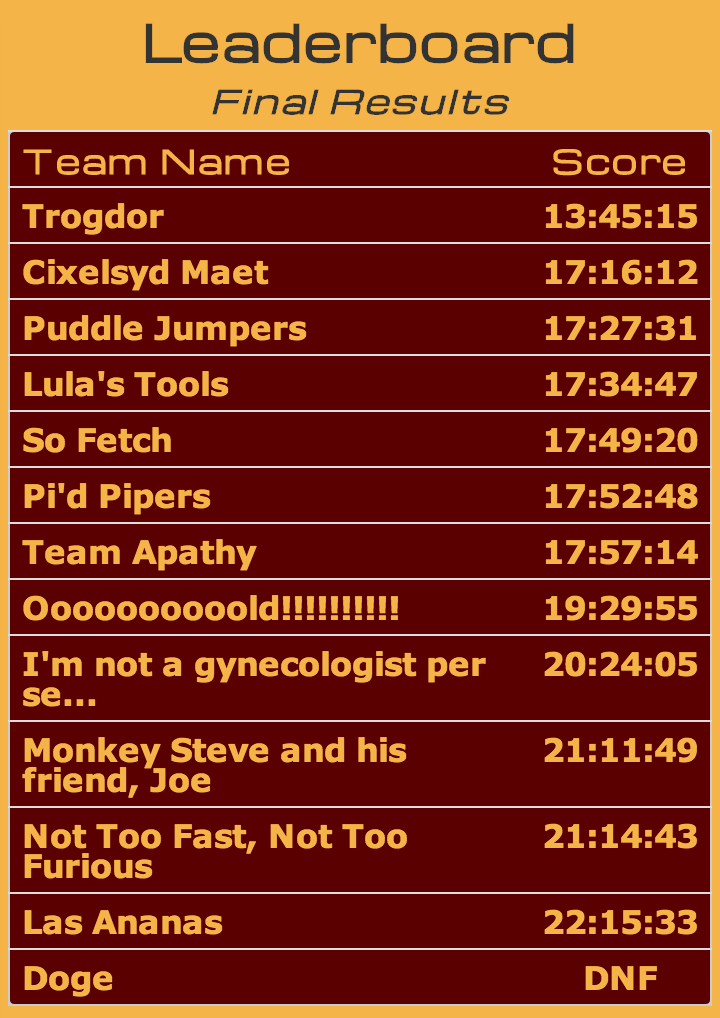 Leaderboard
Final Results
Team Name Score
Trogdor 13:45:15
Cixelsyd Maet 17:16:12
Puddle Jumpers 17:27:31
Lula's Tools 17:34:47
So Fetch 17:49:20
Pi'd Pipers 17:52:48
Team Apathy 17:57:14
Ooooooooooold!!!!!!!!!! 19:29:55
I'm not a gynecologist per 20:24:05
se...
Monkey Steve and his 21:11:49
friend, Joe
Not Too Fast, Not Too 21:14:43
Furious
Las Ananas 22:15:33
Doge DNF